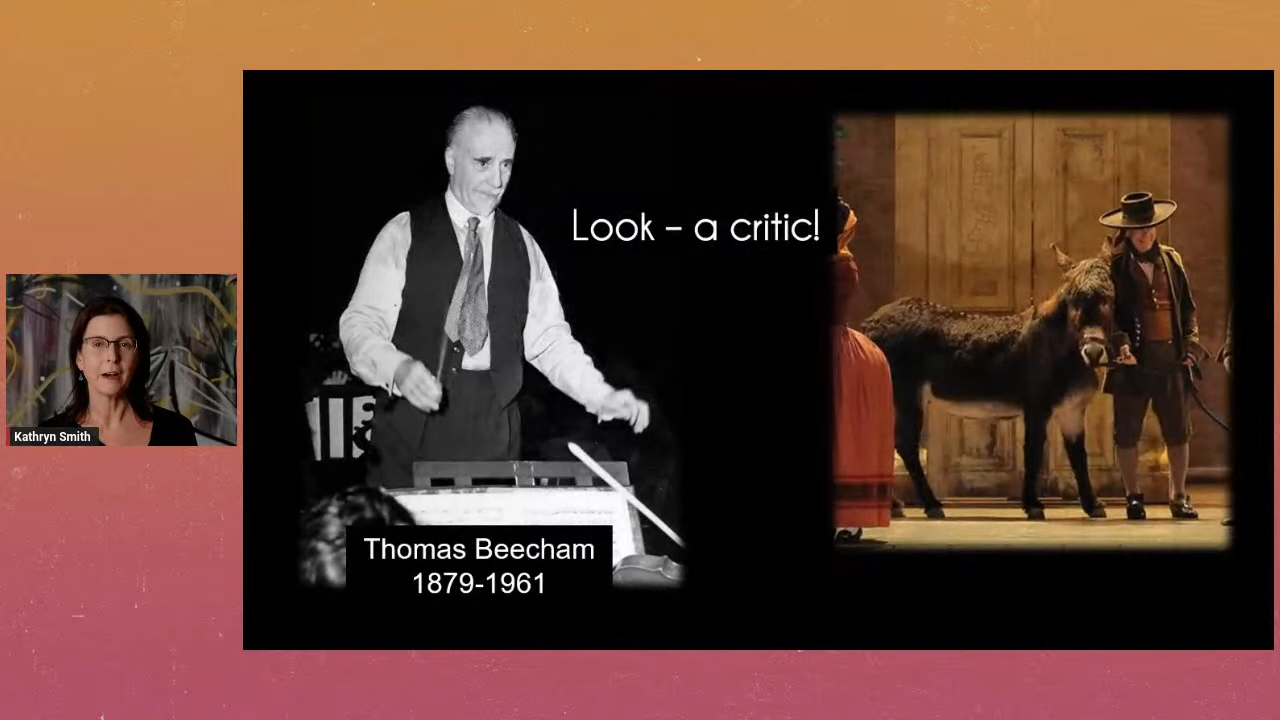 Look – a critic!
Kathryn Smith
Thomas Beecham
1879-1961